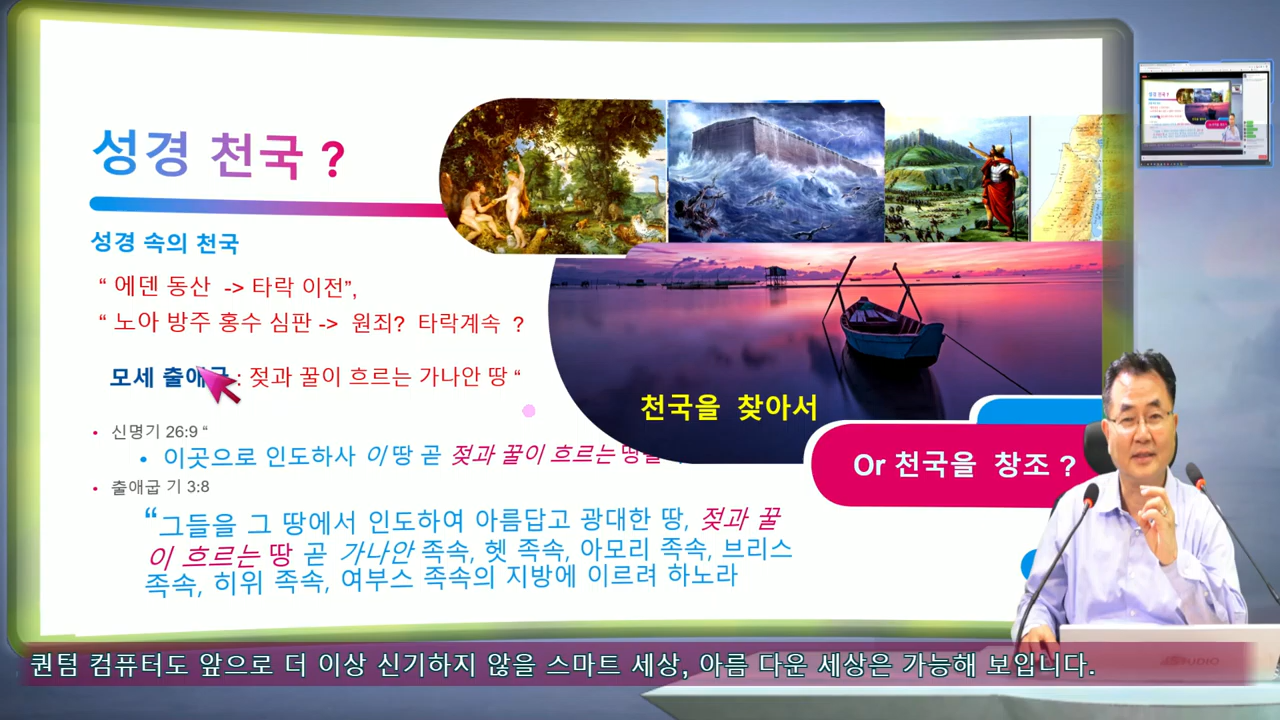 성경 천국 ?
성경 속의 천국
“ 에덴 동산 -> 타락 이전”,
“ 노아 방주 홍수 심판 -> 원죄? 타락계속 ?
모세 출애굽 : 젖과 꿀이 흐르는 가나안 땅 “
• 신명기 26:9 “
• 이곳으로 인도하사 이 땅 곧 젖과 꿀이 흐르는 땅을
• 출애굽 기 3:8
“그들을 그 땅에서 인도하여 아름답고 광대한 땅, 젖과 꿀
이 흐르는 땅 곧 가나안 족속, 헷 족속, 아모리 족속, 브리스
족속, 히위 족속, 여부스 족속의 지방에 이르려 하노라
천국을 찾아서
Or 천국을 창조 ?
퀀텀 컴퓨터도 앞으로 더 이상 신기하지 않을 스마트 세상, 아름 다운 세상은 가능해 보입니다.